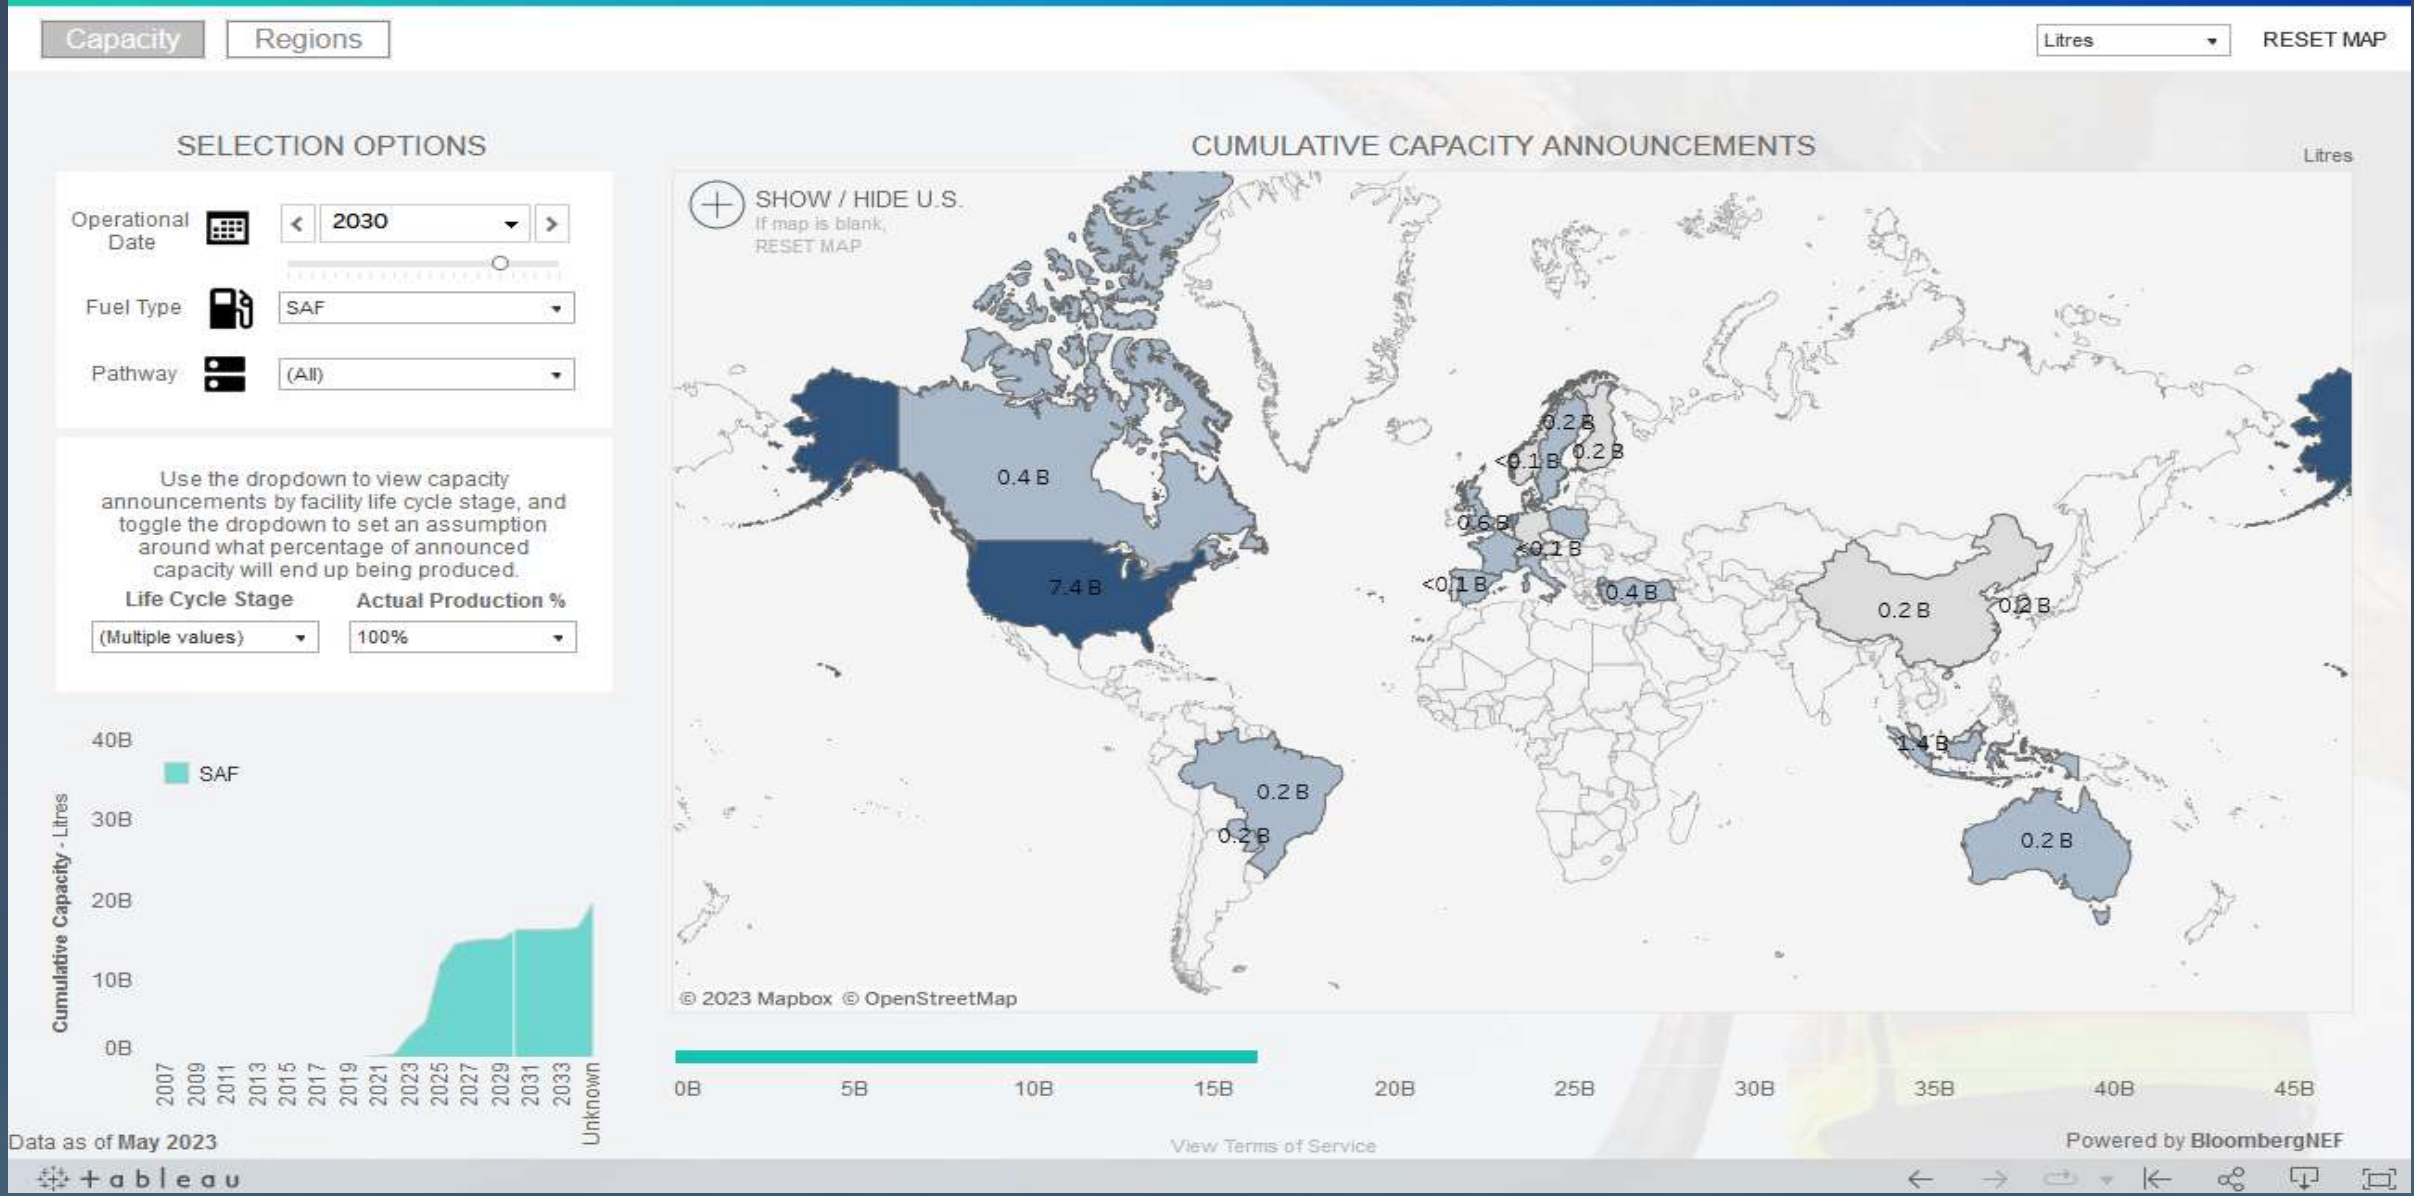 Capacity
Regions
Litres
RESET MAP
SELECTION OPTIONS
Operational
Date
2030
Fuel Type
SAF
Pathway
(All)
Use the dropdown to view capacity
announcements by facility life cycle stage, and
toggle the dropdown to set an assumption
around what percentage of announced
capacity will end up being produced.
Life Cycle Stage
Actual Production %
(Multiple values)
100%
40B
30B
20B
10B
0B
SAF
Cumulative Capacity - Litres
2007
2009
2011
2013
2015
2017
2019
2021
2023
2025
2027
2029
2031
2033
Unknown
CUMULATIVE CAPACITY ANNOUNCEMENTS
Litres
SHOW / HIDE U.S.
If map is blank,
RESET MAP
0.2 B
0.2 B
<0.1 B
0.4 B
0.6 B
<0.1 B
<0.1 B
7.4 B
0.4 B
0.2 B
0.2 B
1.4 B
0.2 B
0.2 B
0.2 B
© 2023 Mapbox © OpenStreetMap
0B
5B
10B
15B
20B
25B
30B
35B
40B
45B
Data as of May 2023
View Terms of Service
Powered by BloombergNEF
+ a b l e a u